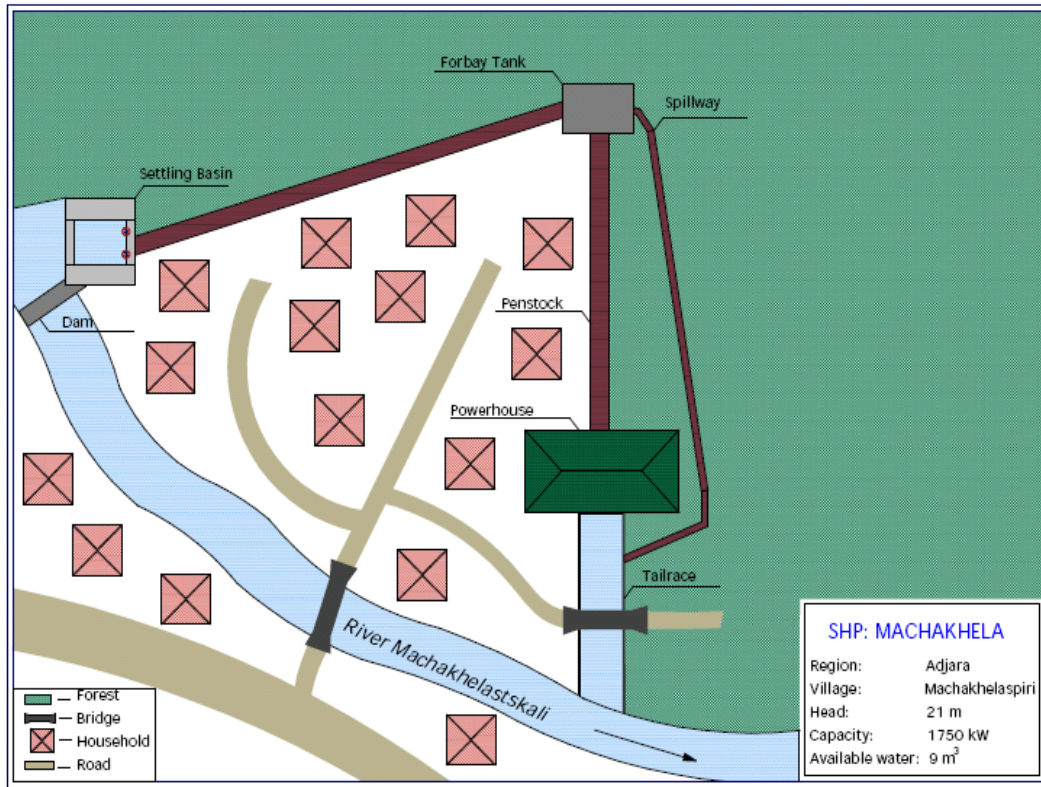 Forbay Tank
Spillway
Settling Basin
Dam
Penstock
Powerhouse
Tailrace
River Machakhelastskali
Forest
Bridge
Household
Road
SHP: MACHAKHELA
Region: Adjara
Village: Machakhelaspiri
Head: 21 m
Capacity: 1750 kW
Available water: 9 m³